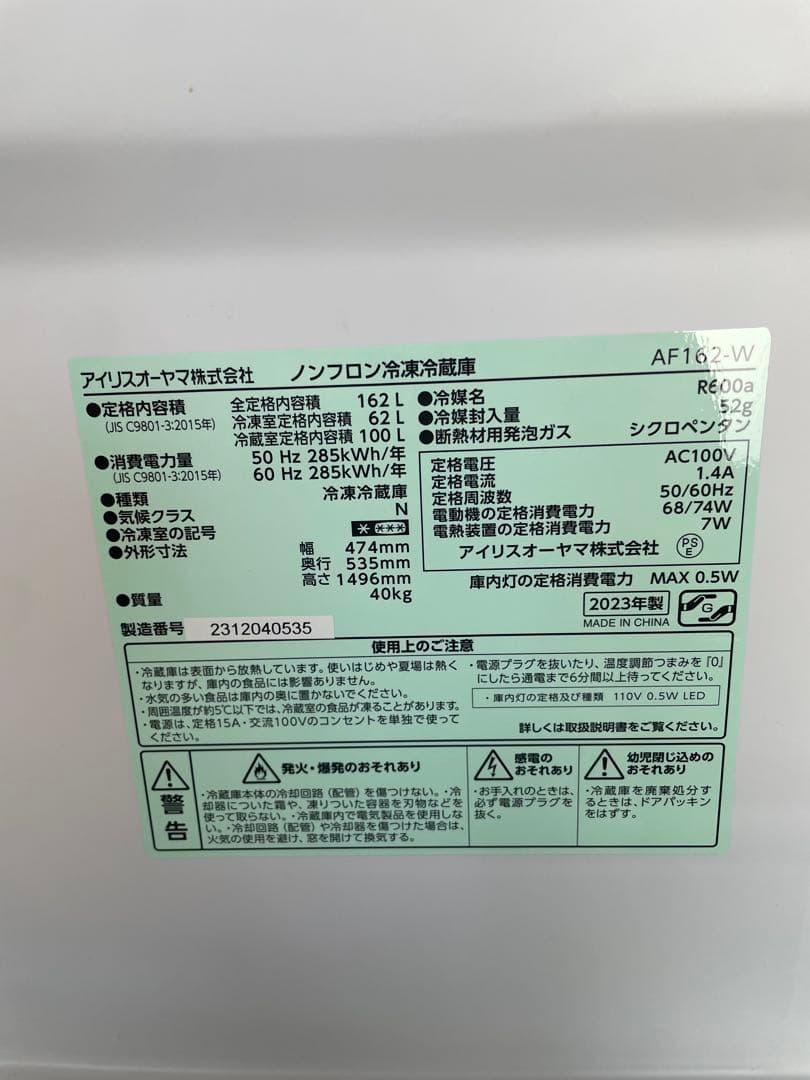 アイリスオーヤマ株式会社 ノンフロン冷凍冷蔵庫 AF162-W
●定格内容積 全定格内容積 162 L
(JIS C9801-3:2015年) 冷凍室定格内容積 62 L
冷蔵室定格内容積 100 L
●消費電力量 50 Hz 285kWh/年
(JIS C9801-3:2015年) 60 Hz 285kWh/年
●種類 冷凍冷蔵庫
●気候クラス N
●冷凍室の記号 * ***
●外形寸法 幅 474mm
奥行 535mm
高さ 1496mm
●質量 40kg
製造番号 2312040535
●冷媒名 R600a
●冷媒封入量 52g
●断熱材用発泡ガス シクロペンタン
定格電圧 AC100V
定格電流 1.4A
定格周波数 50/60Hz
電動機の定格消費電力 68/74W
電熱装置の定格消費電力 7W
アイリスオーヤマ株式会社 PSE
庫内灯の定格消費電力 MAX 0.5W
2023年製
MADE IN CHINA
G
使用上のご注意
・冷蔵庫は表面から放熱しています。使いはじめや夏場は熱く
なりますが、庫内の食品には影響ありません。
・水気の多い食品は庫内の奥に置かないでください。
・周囲温度が約5℃以下では、冷蔵室の食品が凍ることがあります。
・電源は、定格15A・交流100Vのコンセントを単独で使って
ください。
・電源プラグを抜いたり、温度調節つまみを『0』
にしたら通電まで6分間以上待ってください。
・庫内灯の定格及び種類 110V 0.5W LED
詳しくは取扱説明書をご覧ください。
警告
発火・爆発のおそれあり
・冷蔵庫本体の冷却回路（配管）を傷つけない。・冷
却器についた霜や、凍りついた容器を刃物などを
使って取らない。・冷蔵庫内で電気製品を使用しな
い。・冷却回路（配管）や冷却器を傷つけた場合は、
火気の使用を避け、窓を開けて換気する。
感電の
おそれあり
・お手入れのときは、
必ず電源プラグを
抜く。
幼児閉じ込めの
おそれあり
・冷蔵庫を廃棄処分す
るときは、ドアパッキン
をはずす。